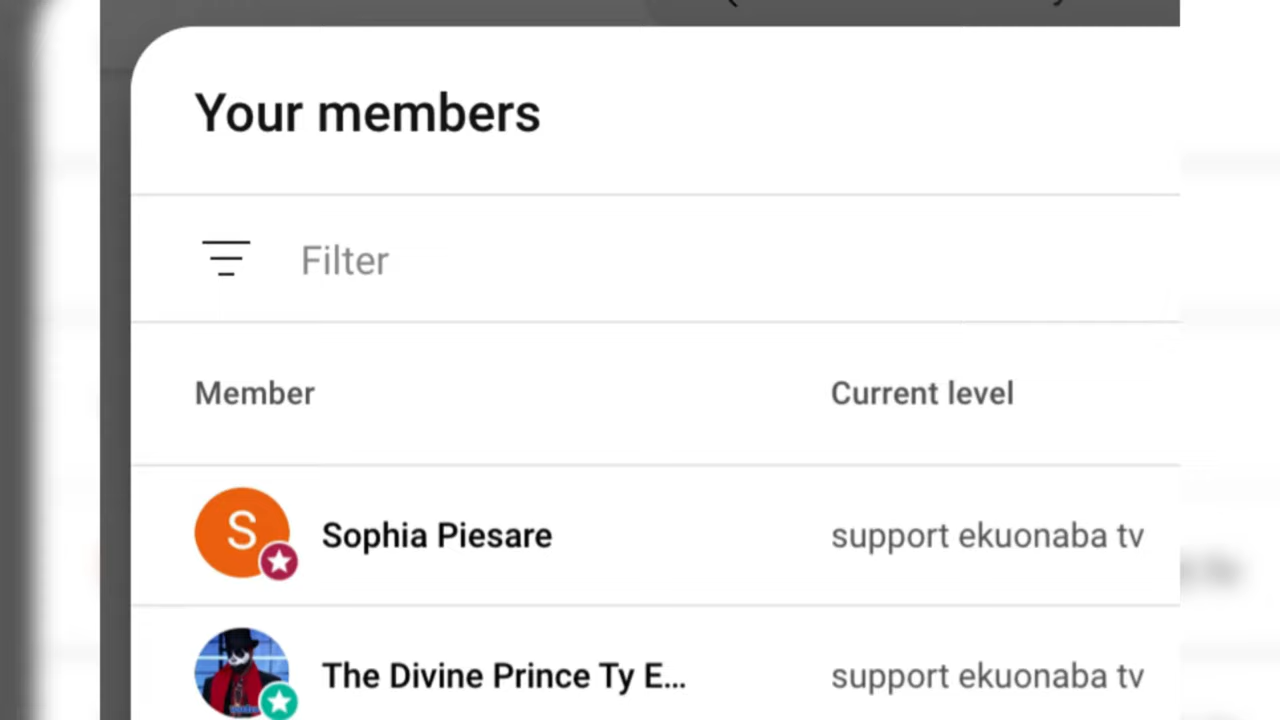 Your members
Filter
Member Current level
S Sophia Piesare support ekuonaba tv
The Divine Prince Ty E... support ekuonaba tv